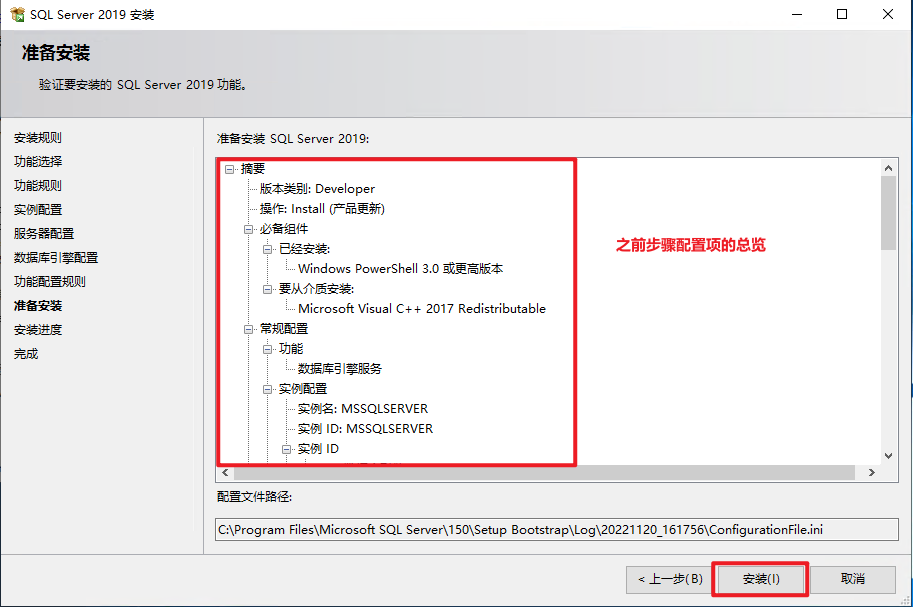 SQL Server 2019 安装
准备安装
验证要安装的 SQL Server 2019 功能。
安装规则
功能选择
功能规则
实例配置
服务器配置
数据库引擎配置
功能配置规则
准备安装
安装进度
完成
准备安装 SQL Server 2019:
摘要
版本类别: Developer
操作: Install (产品更新)
必备组件
已经安装:
Windows PowerShell 3.0 或更高版本
要从介质安装:
Microsoft Visual C++ 2017 Redistributable
常规配置
功能
数据库引擎服务
实例配置
实例名: MSSQLSERVER
实例 ID: MSSQLSERVER
实例 ID
之前步骤配置项的总览
配置文件路径:
C:\Program Files\Microsoft SQL Server\150\Setup Bootstrap\Log\20221120_161756\ConfigurationFile.ini
< 上一步(B)
安装(I)
取消